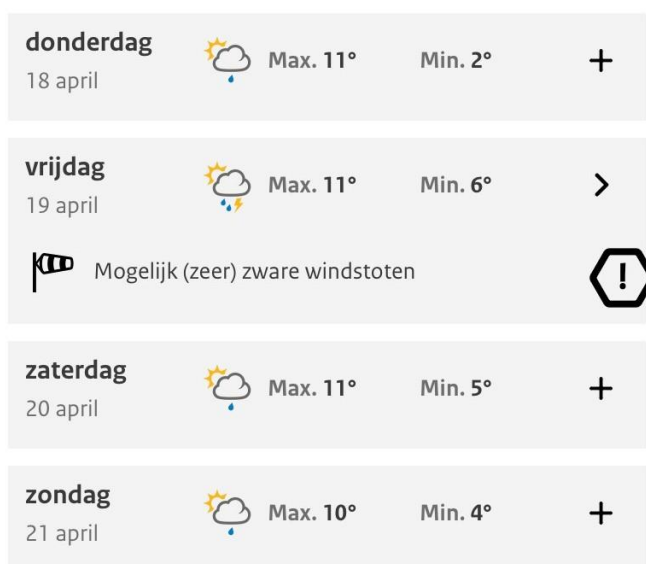 donderdag
18 april
Max. 11°
Min. 2°
vrijdag
19 april
Max. 11°
Min. 6°
Mogelijk (zeer) zware windstoten
!
zaterdag
20 april
Max. 11°
Min. 5°
zondag
21 april
Max. 10°
Min. 4°